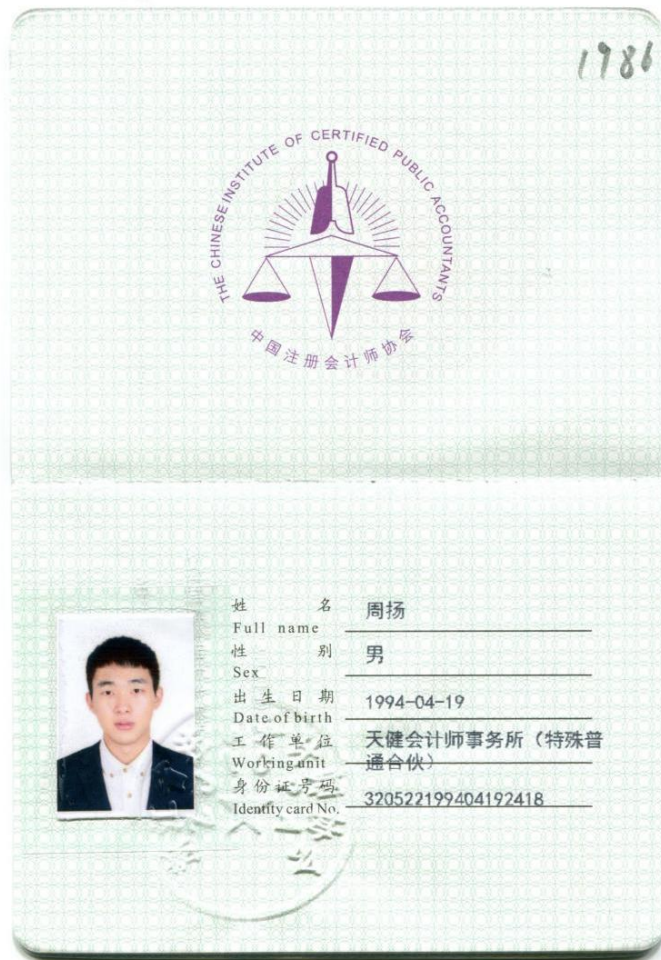 1986
THE CHINESE INSTITUTE OF CERTIFIED PUBLIC ACCOUNTANTS
中国注册会计师协会
姓 名 周扬
Full name
性 别 男
Sex
出生日期 1994-04-19
Date of birth
工作单位 天健会计师事务所（特殊普
Working unit 通合伙）
身份证号码 320522199404192418
Identity card No.